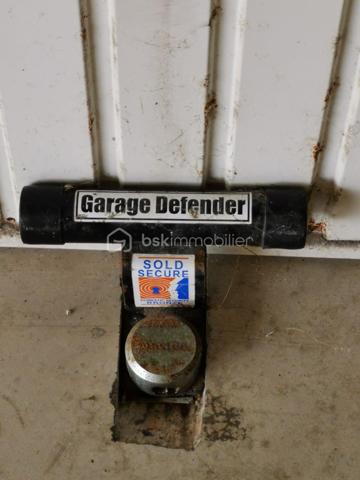 Garage Defender
bskimmobilier
SOLD
SECURE